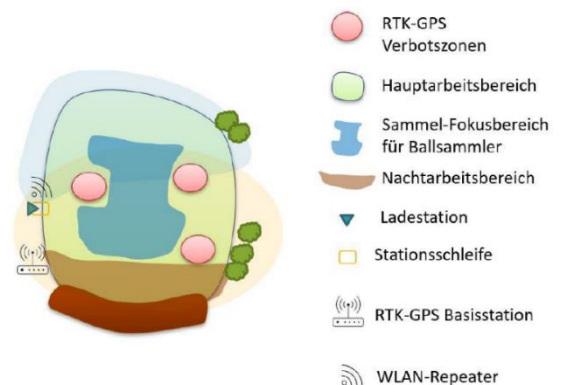 RTK-GPS
Verbotszonen
Hauptarbeitsbereich
Sammel-Fokusbereich
für Ballsammler
Nachtarbeitsbereich
Ladestation
Stationsschleife
RTK-GPS Basisstation
WLAN-Repeater